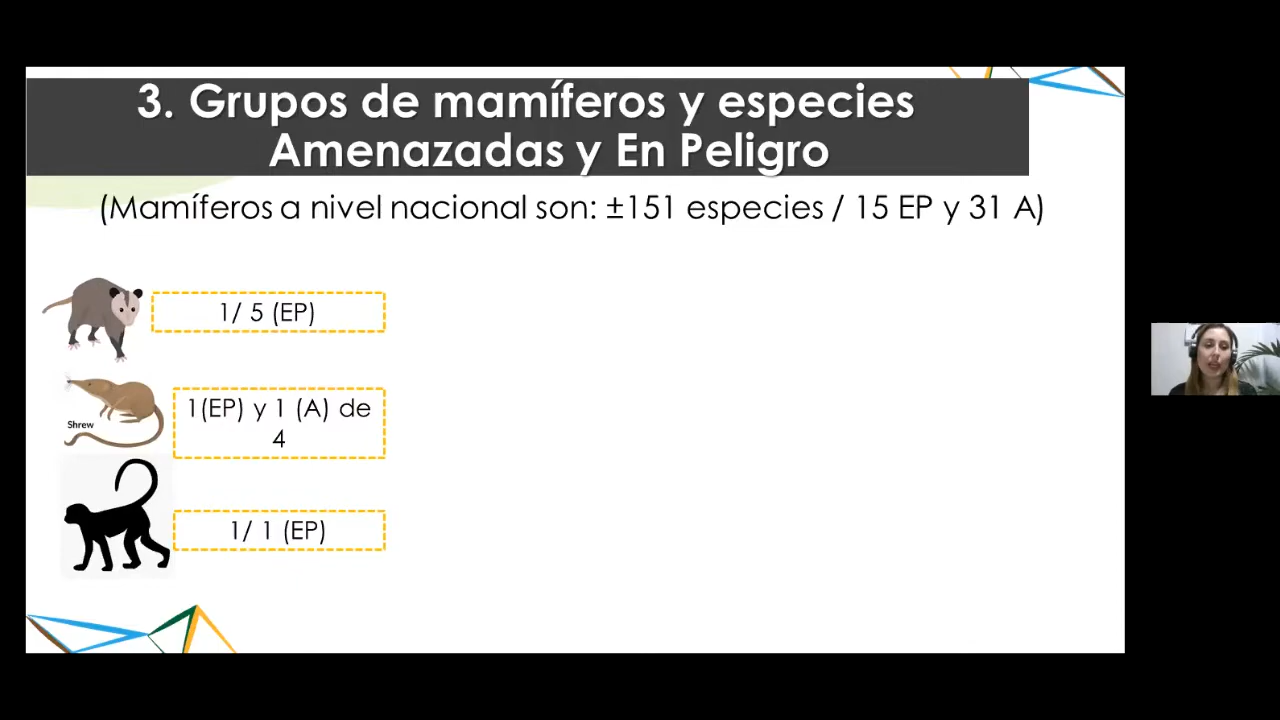 3. Grupos de mamíferos y especies
Amenazadas y En Peligro
(Mamíferos a nivel nacional son: ±151 especies / 15 EP y 31 A)
1/ 5 (EP)
Shrew
1(EP) y 1 (A) de
4
1/ 1 (EP)